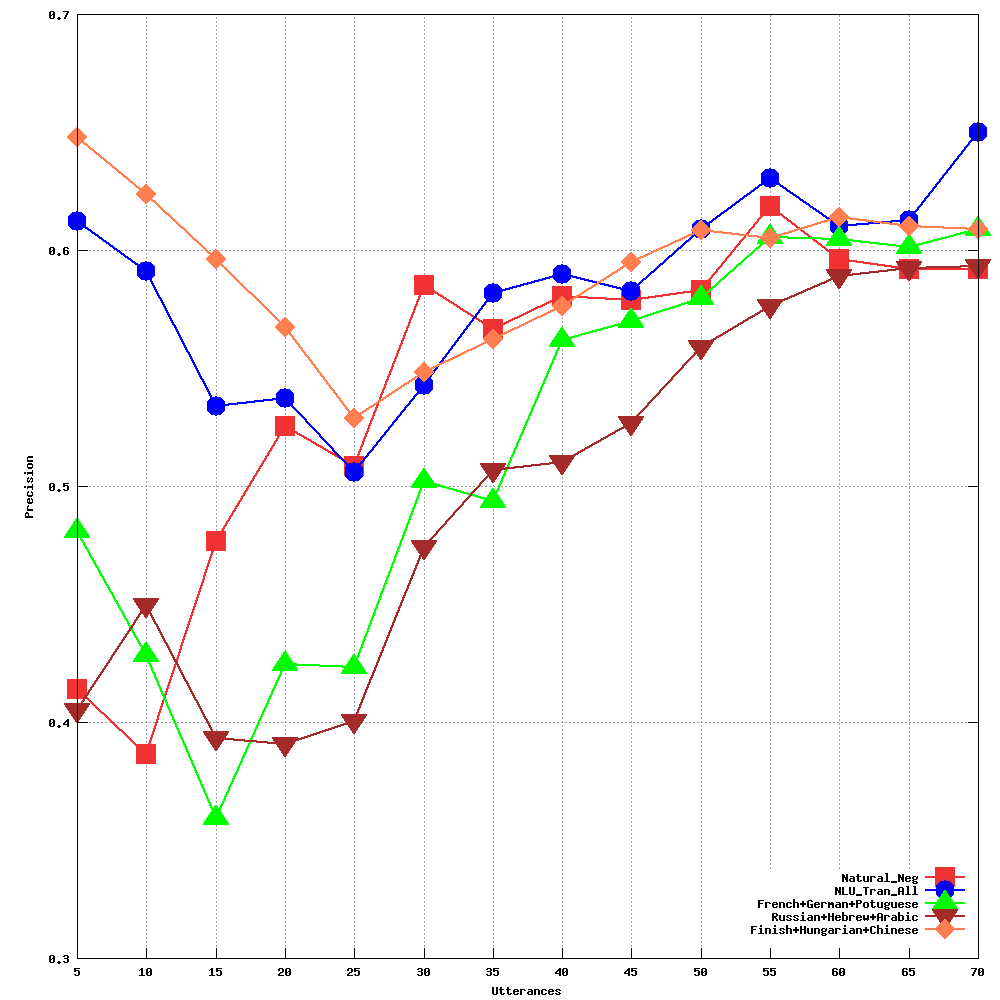 0.7
0.6
0.5
0.4
0.3
Precision
5 10 15 20 25 30 35 40 45 50 55 60 65 70
Utterances
Natural_Neg
NLU_Tran_All
French+German+Potuguese
Russian+Hebrew+Arabic
Finish+Hungarian+Chinese